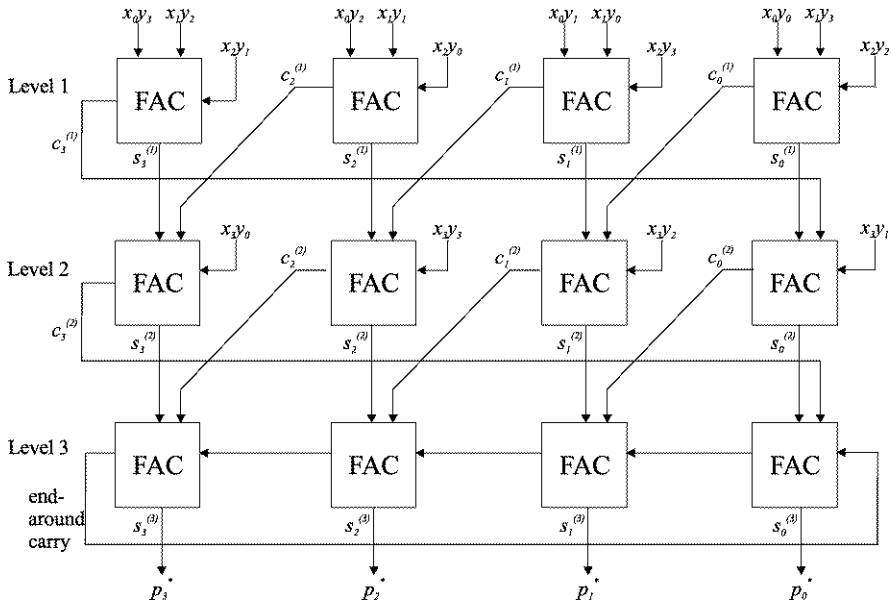 x₀y₃ x₁y₂ x₀y₂ x₁y₁ x₀y₁ x₁y₀ x₀y₀ x₁y₃
x₂y₁ x₂y₀ x₂y₃ x₂y₂
Level 1 FAC c₂⁽¹⁾ FAC c₁⁽¹⁾ FAC c₀⁽¹⁾ FAC
c₃⁽¹⁾ s₃⁽¹⁾ s₂⁽¹⁾ s₁⁽¹⁾ s₀⁽¹⁾
x₃y₀ x₃y₃ x₃y₂ x₃y₁
Level 2 FAC c₂⁽²⁾ FAC c₁⁽²⁾ FAC c₀⁽²⁾ FAC
c₃⁽²⁾ s₃⁽²⁾ s₂⁽²⁾ s₁⁽²⁾ s₀⁽²⁾
Level 3 FAC FAC FAC FAC
end-
around
carry
s₃⁽³⁾ s₂⁽³⁾ s₁⁽³⁾ s₀⁽³⁾
p₃* p₂* p₁* p₀*